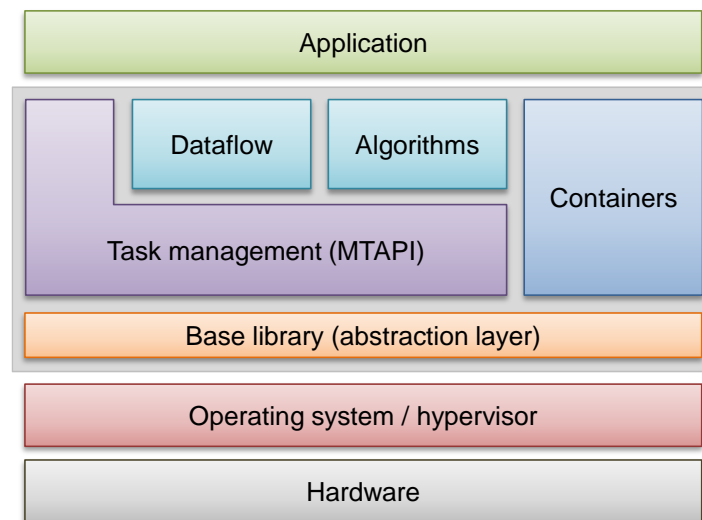 Application
Dataflow
Algorithms
Containers
Task management (MTAPI)
Base library (abstraction layer)
Operating system / hypervisor
Hardware